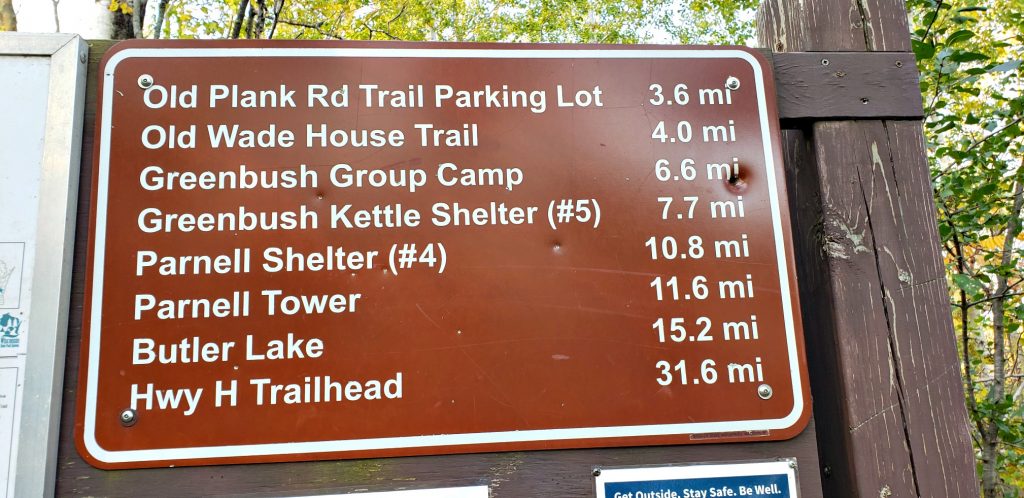 Old Plank Rd Trail Parking Lot 3.6 mi
Old Wade House Trail 4.0 mi
Greenbush Group Camp 6.6 mi
Greenbush Kettle Shelter (#5) 7.7 mi
Parnell Shelter (#4) 10.8 mi
Parnell Tower 11.6 mi
Butler Lake 15.2 mi
Hwy H Trailhead 31.6 mi
Get Outside. Stay Safe. Be Well.